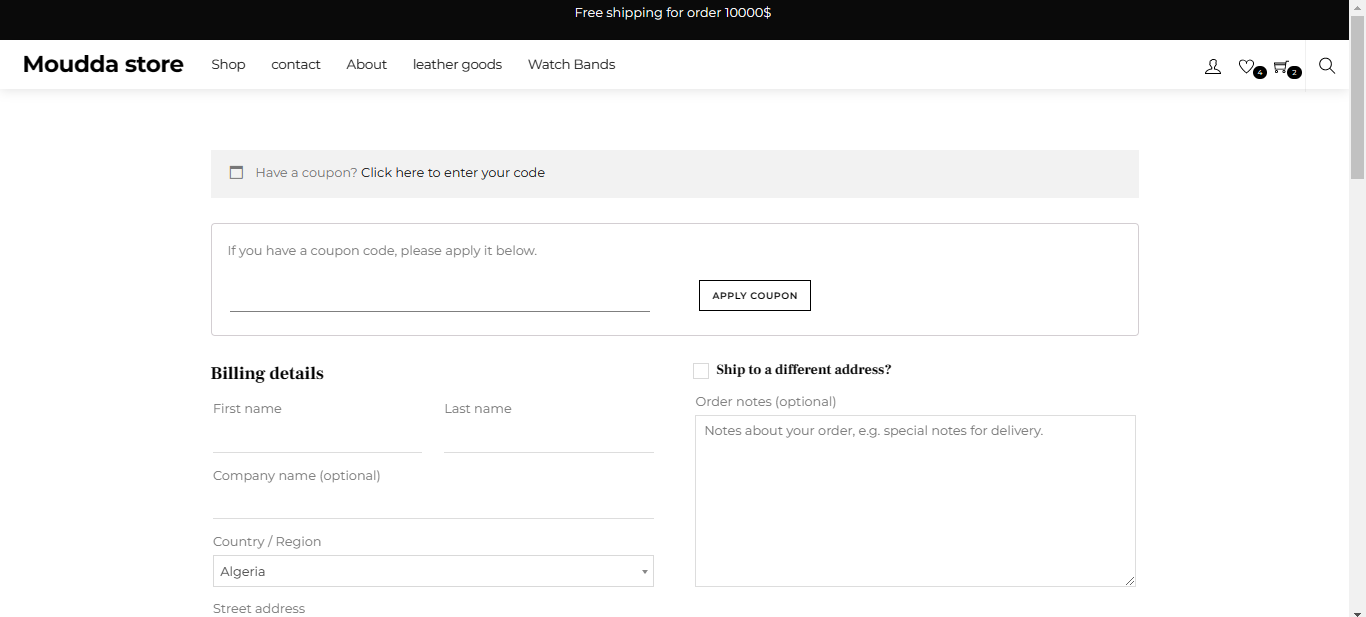 Free shipping for order 10000$
Moudda store Shop contact About leather goods Watch Bands 4 2
Have a coupon? Click here to enter your code
If you have a coupon code, please apply it below.
APPLY COUPON
Billing details
First name Last name
Company name (optional)
Country / Region
Algeria
Street address
Ship to a different address?
Order notes (optional)
Notes about your order, e.g. special notes for delivery.